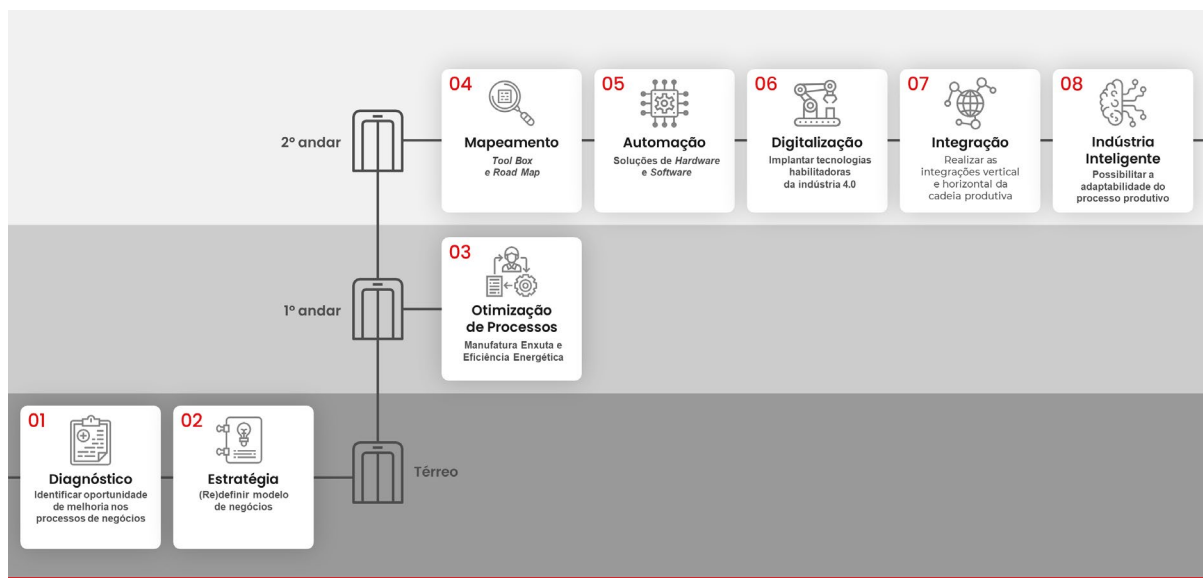 2º andar
04
Mapeamento
Tool Box
e Road Map
05
Automação
Soluções de Hardware
e Software
06
Digitalização
Implantar tecnologias
habilitadoras
da indústria 4.0
07
Integração
Realizar as
integrações vertical
e horizontal da
cadeia produtiva
08
Indústria
Inteligente
Possibilitar a
adaptabilidade do
processo produtivo
1º andar
03
Otimização
de Processos
Manufatura Enxuta e
Eficiência Energética
01
Diagnóstico
Identificar oportunidade
de melhoria nos
processos de negócios
02
Estratégia
(Re)definir modelo
de negócios
Térreo